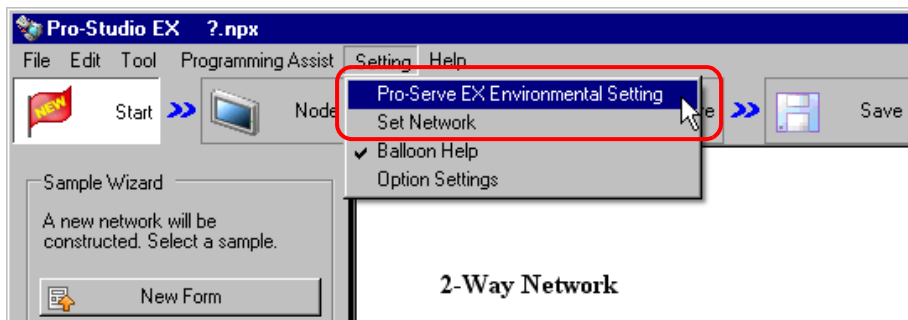 Pro-Studio EX ?.npx
File Edit Tool Programming Assist Setting Help
NEW Start Node Save
Pro-Serve EX Environmental Setting
Set Network
Balloon Help
Option Settings
Sample Wizard
A new network will be
constructed. Select a sample.
New Form
2-Way Network